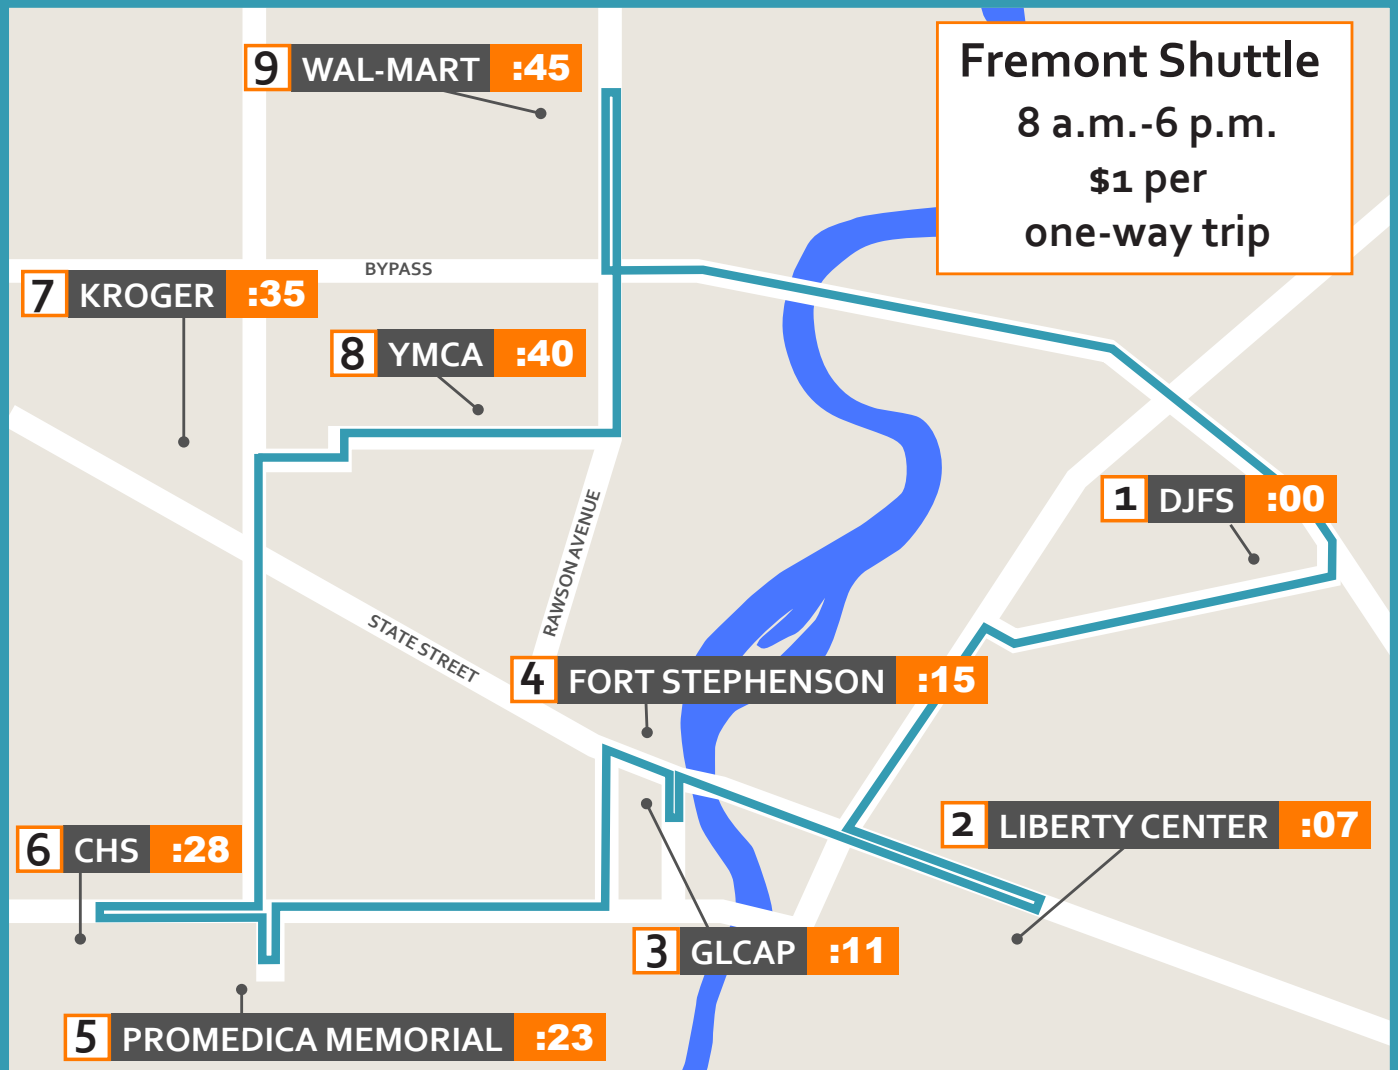 Fremont Shuttle
8 a.m.-6 p.m.
$1 per
one-way trip
9 WAL-MART :45
BYPASS
7 KROGER :35
8 YMCA :40
1 DJFS :00
RAWSON AVENUE
STATE STREET
4 FORT STEPHENSON :15
2 LIBERTY CENTER :07
6 CHS :28
3 GLCAP :11
5 PROMEDICA MEMORIAL :23